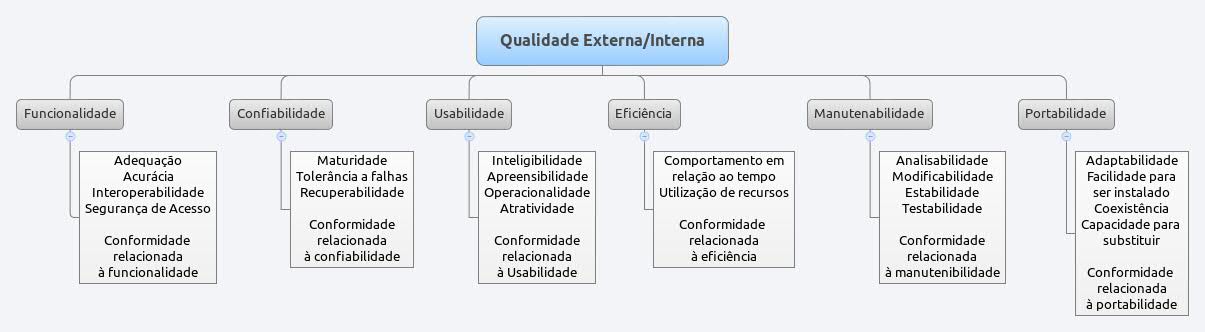 Qualidade Externa/Interna
Funcionalidade
Confiabilidade
Usabilidade
Eficiência
Manutenabilidade
Portabilidade
Adequação
Acurácia
Interoperabilidade
Segurança de Acesso
Conformidade
relacionada
à funcionalidade
Maturidade
Tolerância a falhas
Recuperabilidade
Conformidade
relacionada
à confiabilidade
Inteligibilidade
Apreensibilidade
Operacionalidade
Atratividade
Conformidade
relacionada
à Usabilidade
Comportamento em
relação ao tempo
Utilização de recursos
Conformidade
relacionada
à eficiência
Analisabilidade
Modificabilidade
Estabilidade
Testabilidade
Conformidade
relacionada
à manutenibilidade
Adaptabilidade
Facilidade para
ser instalado
Coexistência
Capacidade para
substituir
Conformidade
relacionada
à portabilidade